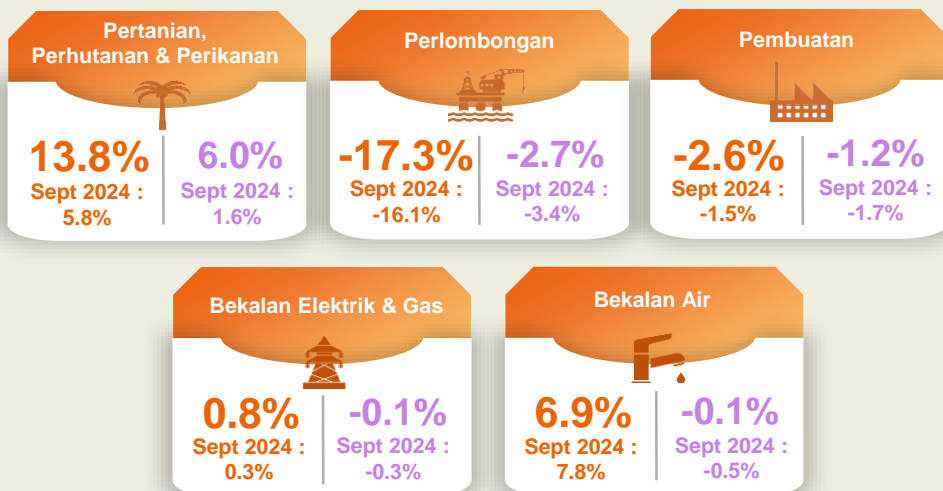 Pertanian,
Perhutanan & Perikanan
13.8%
Sept 2024 :
5.8%
6.0%
Sept 2024 :
1.6%
Perlombongan
-17.3%
Sept 2024 :
-16.1%
-2.7%
Sept 2024 :
-3.4%
Pembuatan
-2.6%
Sept 2024 :
-1.5%
-1.2%
Sept 2024 :
-1.7%
Bekalan Elektrik & Gas
0.8%
Sept 2024 :
0.3%
-0.1%
Sept 2024 :
-0.3%
Bekalan Air
6.9%
Sept 2024 :
7.8%
-0.1%
Sept 2024 :
-0.5%